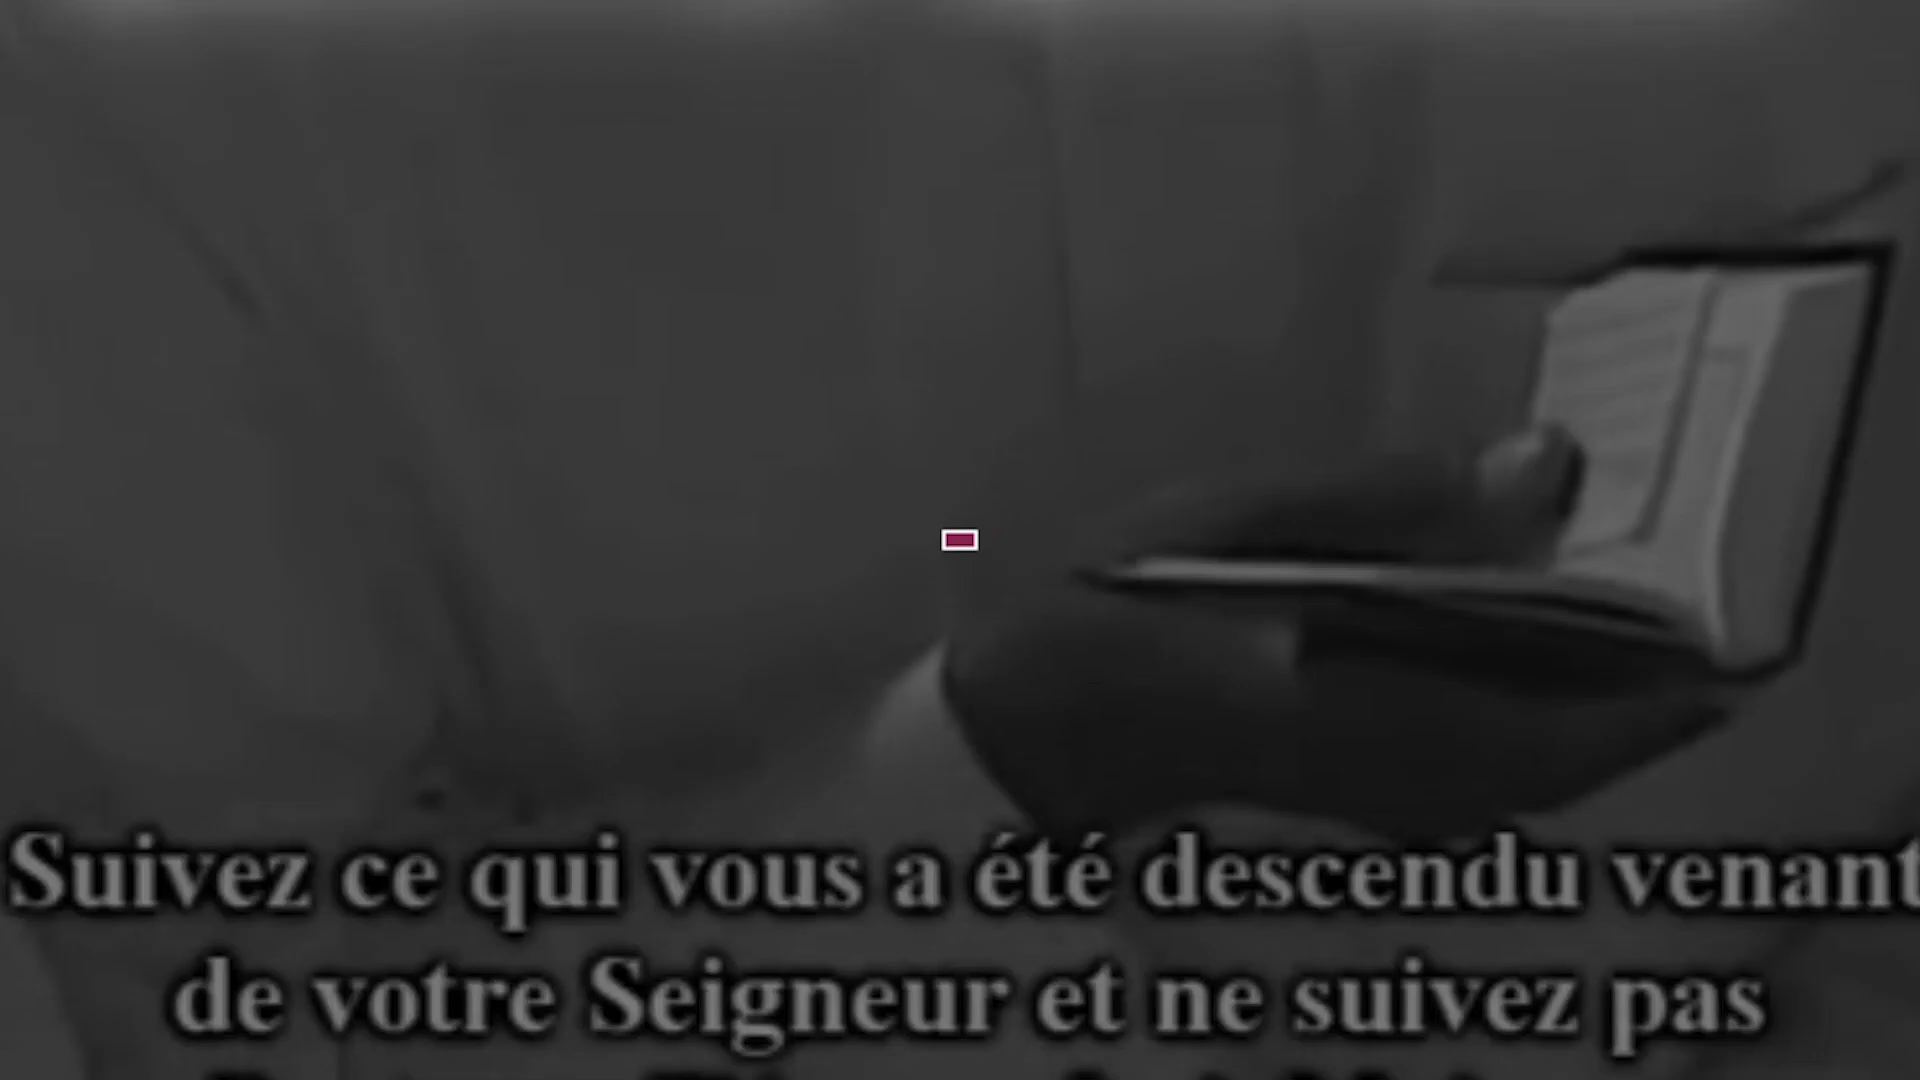 Suivez ce qui vous a été descendu venant
de votre Seigneur et ne suivez pas